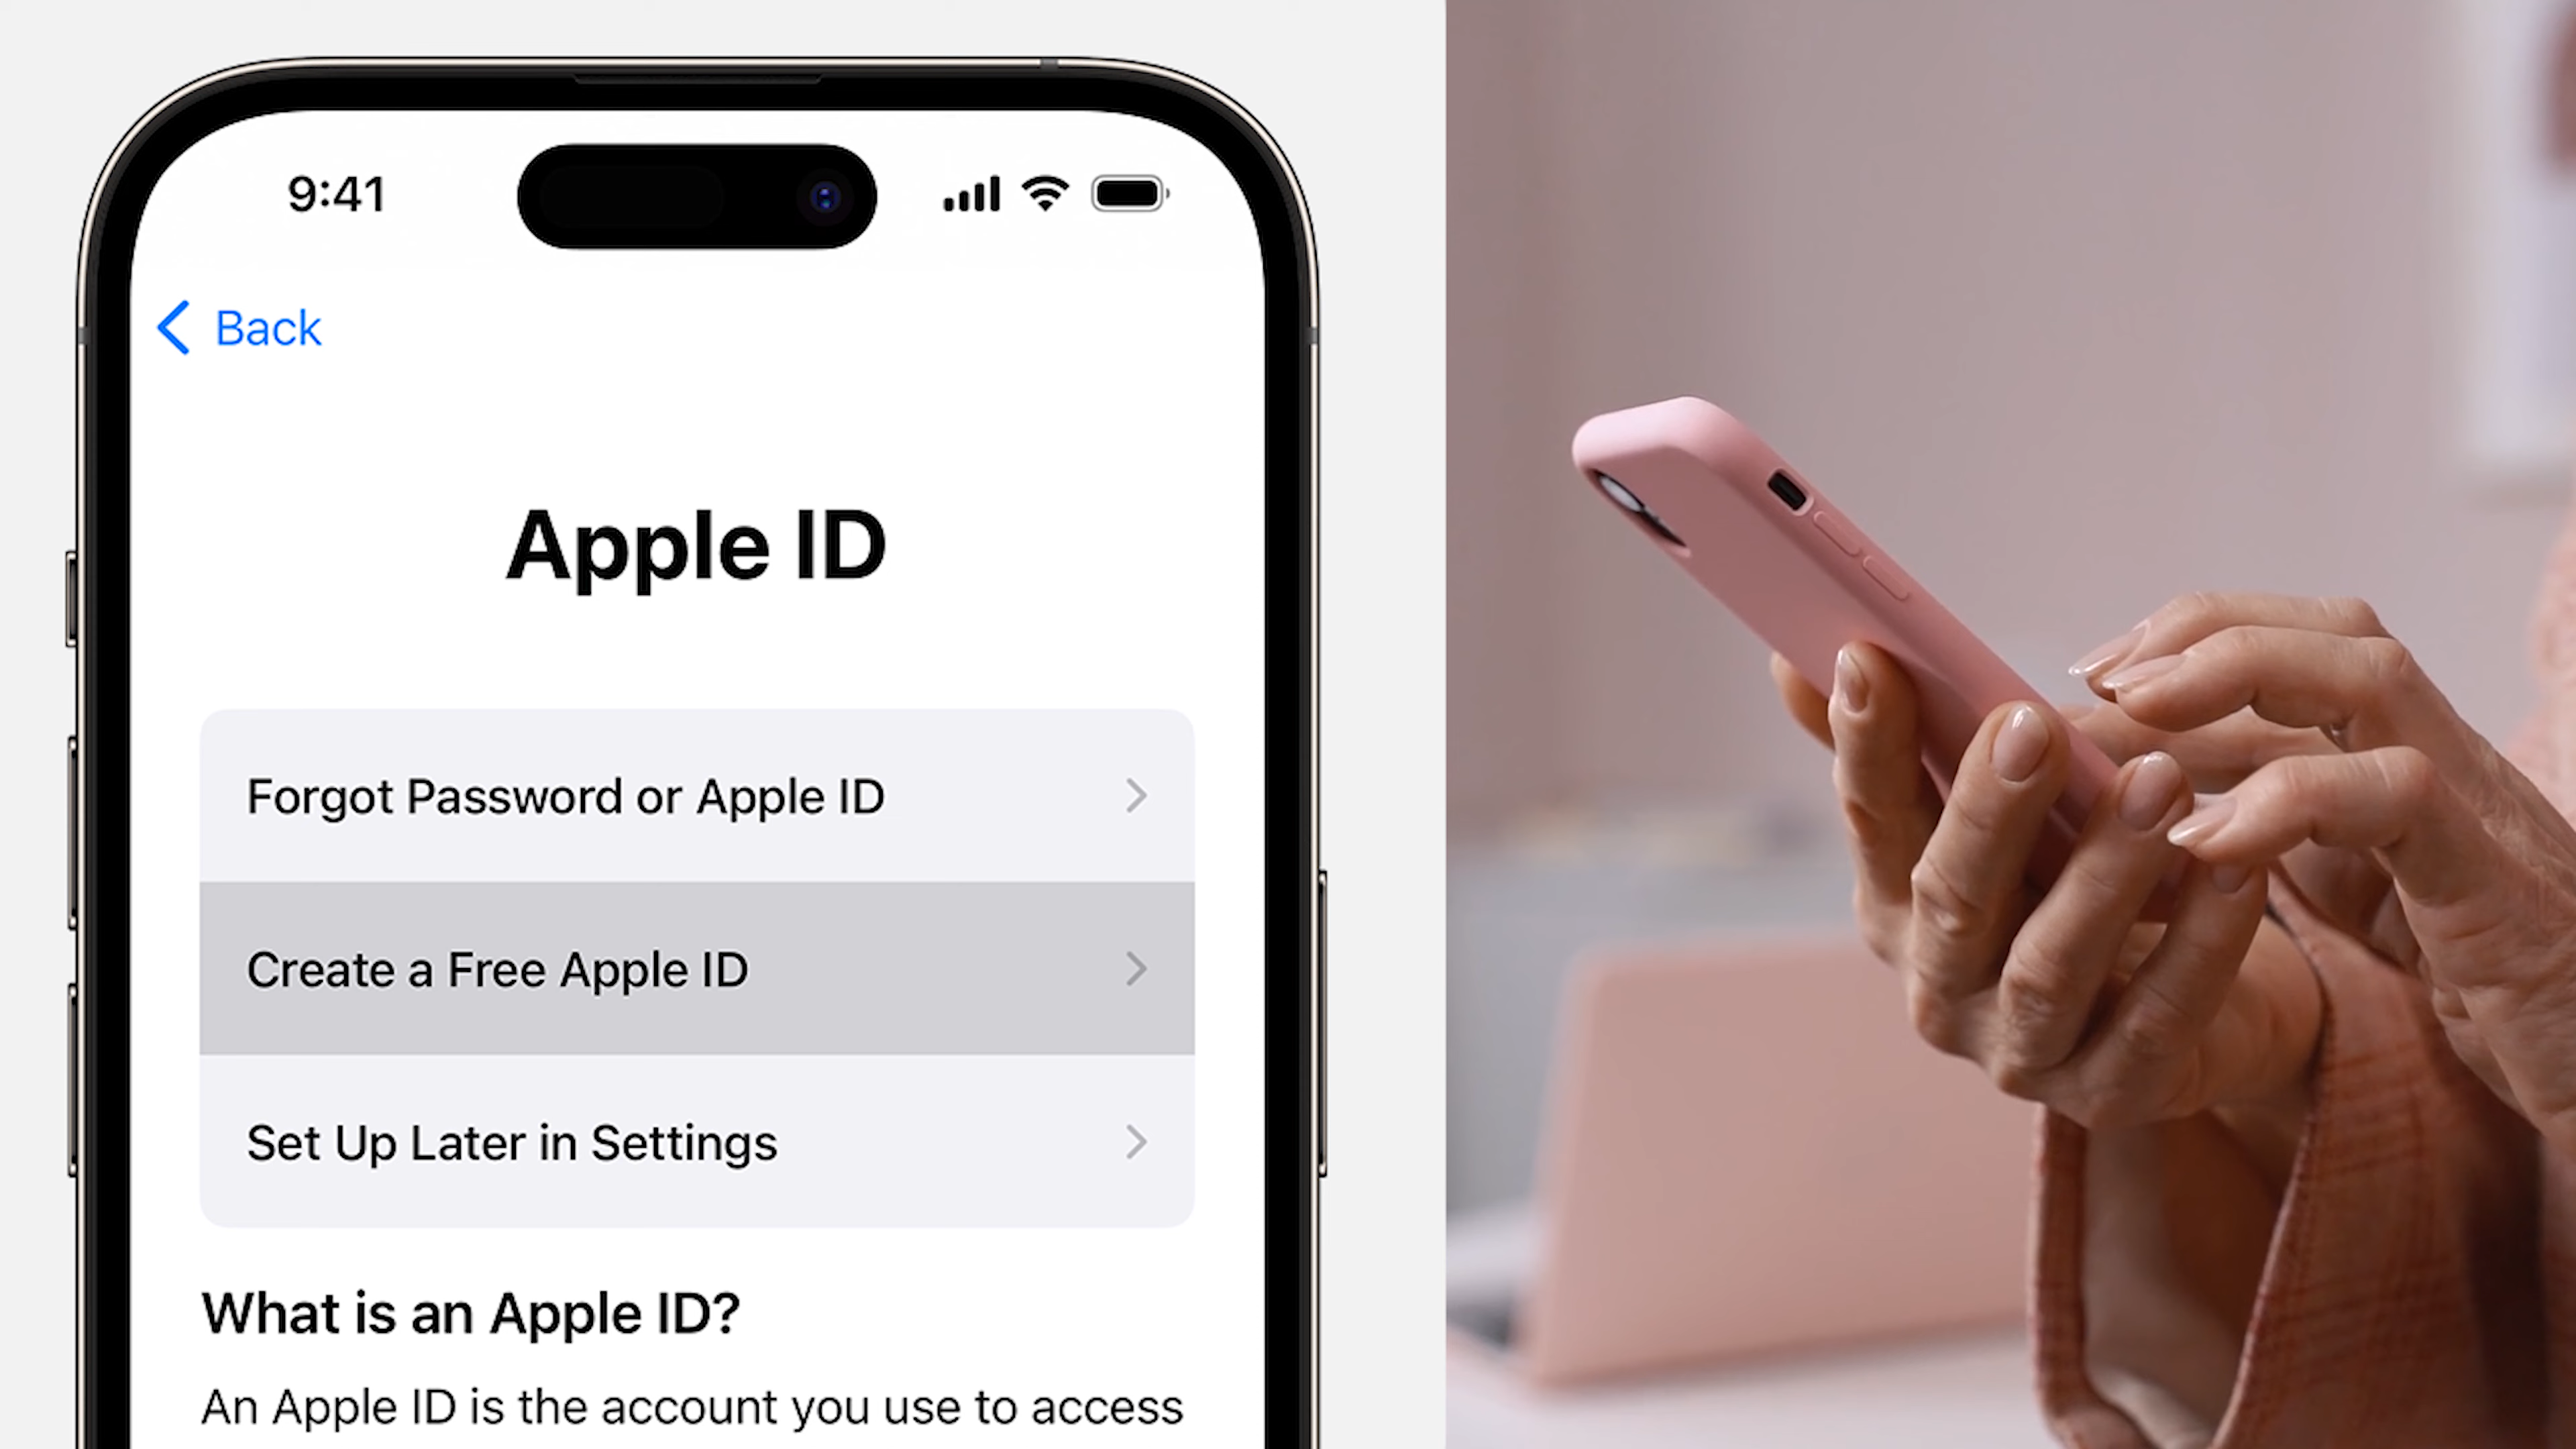 9:41
Back
Apple ID
Forgot Password or Apple ID
Create a Free Apple ID
Set Up Later in Settings
What is an Apple ID?
An Apple ID is the account you use to access